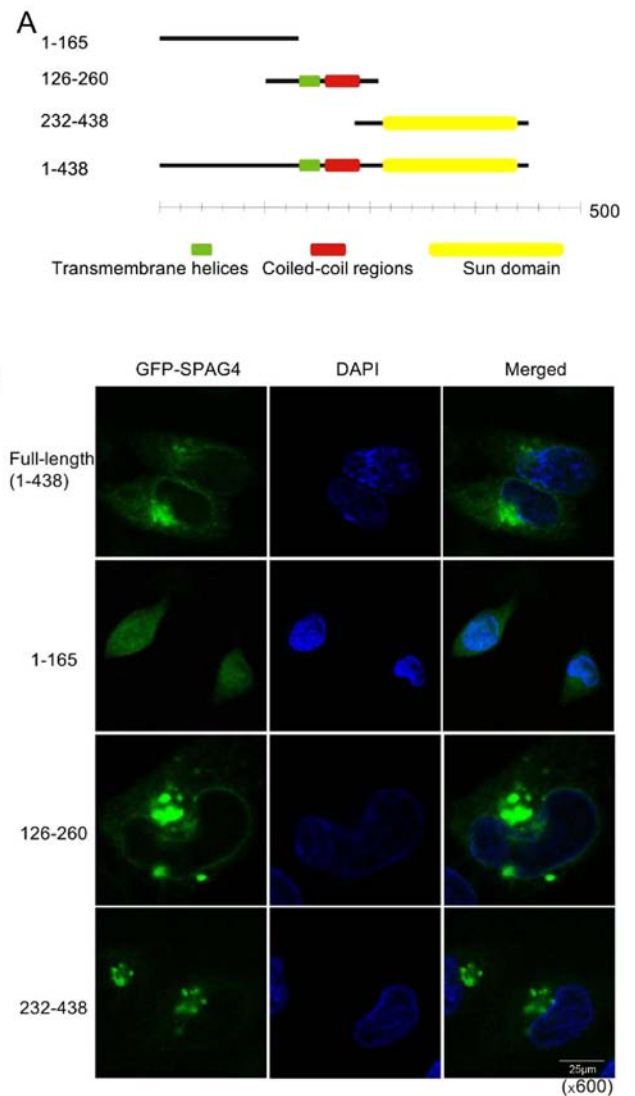 A
1-165
126-260
232-438
1-438
500
Transmembrane helices Coiled-coil regions Sun domain
GFP-SPAG4 DAPI Merged
Full-length
(1-438)
1-165
126-260
232-438
25µm
(x600)